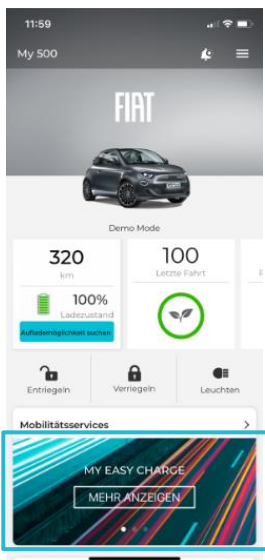 11:59
My 500
FIAT
Demo Mode
320
km
100%
Ladezustand
Auflademöglichkeit suchen
100
Letzte Fahrt
Entriegeln
Verriegeln
Leuchten
Mobilitätsservices
MY EASY CHARGE
MEHR ANZEIGEN